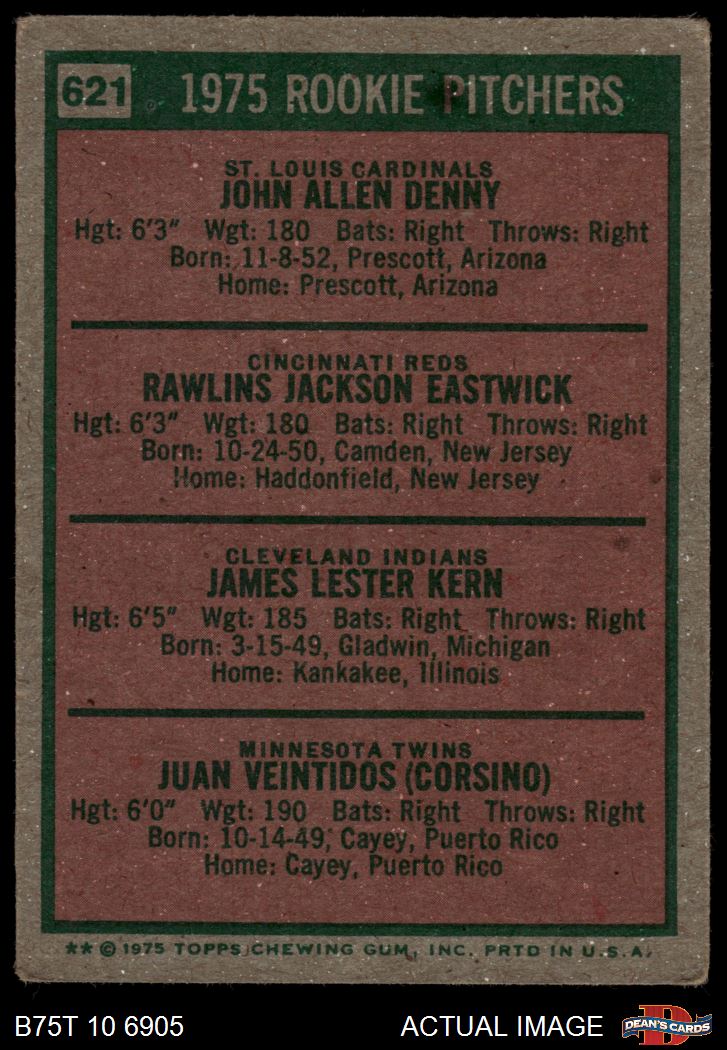 621 1975 ROOKIE PITCHERS
ST. LOUIS CARDINALS
JOHN ALLEN DENNY
Hgt: 6'3" Wgt: 180 Bats: Right Throws: Right
Born: 11-8-52, Prescott, Arizona
Home: Prescott, Arizona
CINCINNATI REDS
RAWLINS JACKSON EASTWICK
Hgt: 6'3" Wgt: 180 Bats: Right Throws: Right
Born: 10-24-50, Camden, New Jersey
Home: Haddonfield, New Jersey
CLEVELAND INDIANS
JAMES LESTER KERN
Hgt: 6'5" Wgt: 185 Bats: Right Throws: Right
Born: 3-15-49, Gladwin, Michigan
Home: Kankakee, Illinois
MINNESOTA TWINS
JUAN VEINTIDOS (CORSINO)
Hgt: 6'0" Wgt: 190 Bats: Right Throws: Right
Born: 10-14-49, Cayey, Puerto Rico
Home: Cayey, Puerto Rico
** © 1975 TOPPS CHEWING GUM, INC. PRTD IN U.S.A.
B75T 10 6905 ACTUAL IMAGE D DEAN'S CARDS